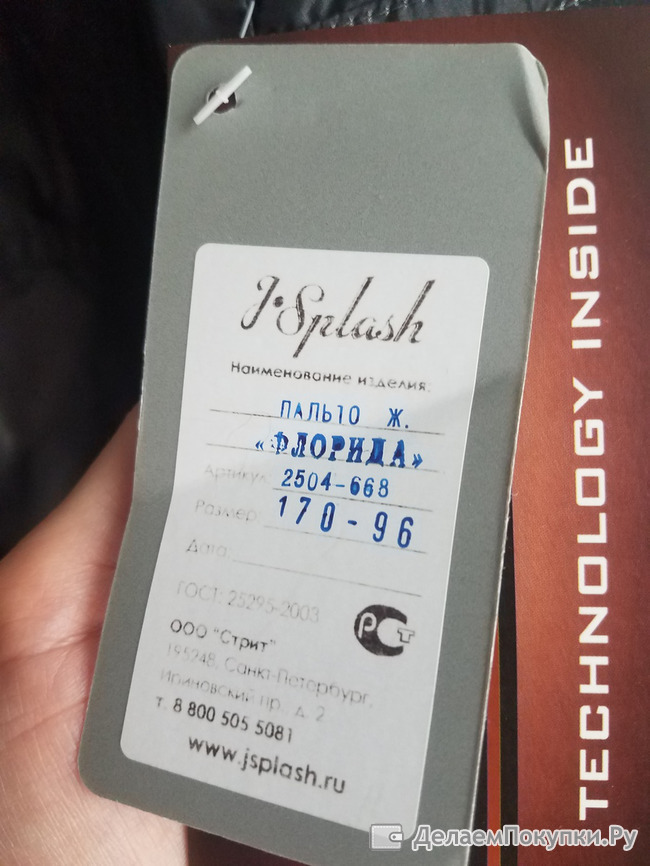 J·Splash
Наименование изделия:
ПАЛЬТО Ж.
«ФЛОРИДА»
Артикул: 2504-668
Размер: 170-96
Дата:
ГОСТ: 25295-2003
РСТ
ООО "Стрит"
195248, Санкт-Петербург,
Ириновский пр. д. 2
т. 8 800 505 5081
www.jsplash.ru
TECHNOLOGY INSIDE
ДелаемПокупки.Ру